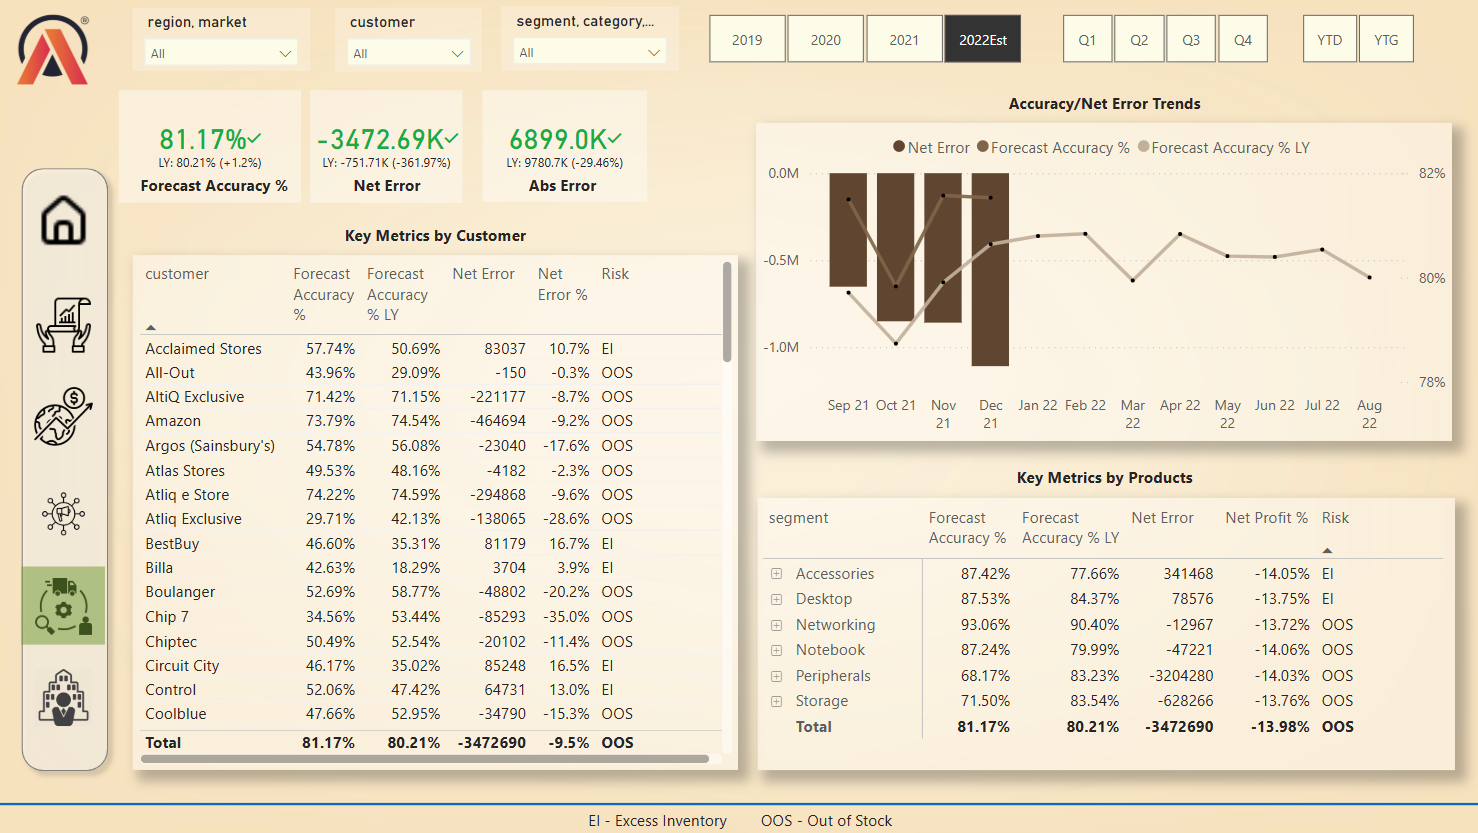 ®
region, market
customer
segment, category,...
All
All
All
2019
2020
2021
2022Est
Q1
Q2
Q3
Q4
YTD
YTG
81.17%
LY: 80.21% (+1.2%)
Forecast Accuracy %
-3472.69K
LY: -751.71K (-361.97%)
Net Error
6899.0K
LY: 9780.7K (-29.46%)
Abs Error
Accuracy/Net Error Trends
Net Error Forecast Accuracy % Forecast Accuracy % LY
0.0M
-0.5M
-1.0M
82%
80%
78%
Sep 21 Oct 21 Nov 21 Dec 21 Jan 22 Feb 22 Mar 22 Apr 22 May 22 Jun 22 Jul 22 Aug 22
Key Metrics by Customer
customer Forecast Accuracy % Forecast Accuracy % LY Net Error Net Error % Risk
Acclaimed Stores 57.74% 50.69% 83037 10.7% EI
All-Out 43.96% 29.09% -150 -0.3% OOS
AltiQ Exclusive 71.42% 71.15% -221177 -8.7% OOS
Amazon 73.79% 74.54% -464694 -9.2% OOS
Argos (Sainsbury's) 54.78% 56.08% -23040 -17.6% OOS
Atlas Stores 49.53% 48.16% -4182 -2.3% OOS
Atliq e Store 74.22% 74.59% -294868 -9.6% OOS
Atliq Exclusive 29.71% 42.13% -138065 -28.6% OOS
BestBuy 46.60% 35.31% 81179 16.7% EI
Billa 42.63% 18.29% 3704 3.9% EI
Boulanger 52.69% 58.77% -48802 -20.2% OOS
Chip 7 34.56% 53.44% -85293 -35.0% OOS
Chiptec 50.49% 52.54% -20102 -11.4% OOS
Circuit City 46.17% 35.02% 85248 16.5% EI
Control 52.06% 47.42% 64731 13.0% EI
Coolblue 47.66% 52.95% -34790 -15.3% OOS
Total 81.17% 80.21% -3472690 -9.5% OOS
Key Metrics by Products
segment Forecast Accuracy % Forecast Accuracy % LY Net Error Net Profit % Risk
Accessories 87.42% 77.66% 341468 -14.05% EI
Desktop 87.53% 84.37% 78576 -13.75% EI
Networking 93.06% 90.40% -12967 -13.72% OOS
Notebook 87.24% 79.99% -47221 -14.06% OOS
Peripherals 68.17% 83.23% -3204280 -14.03% OOS
Storage 71.50% 83.54% -628266 -13.76% OOS
Total 81.17% 80.21% -3472690 -13.98% OOS
EI - Excess Inventory OOS - Out of Stock